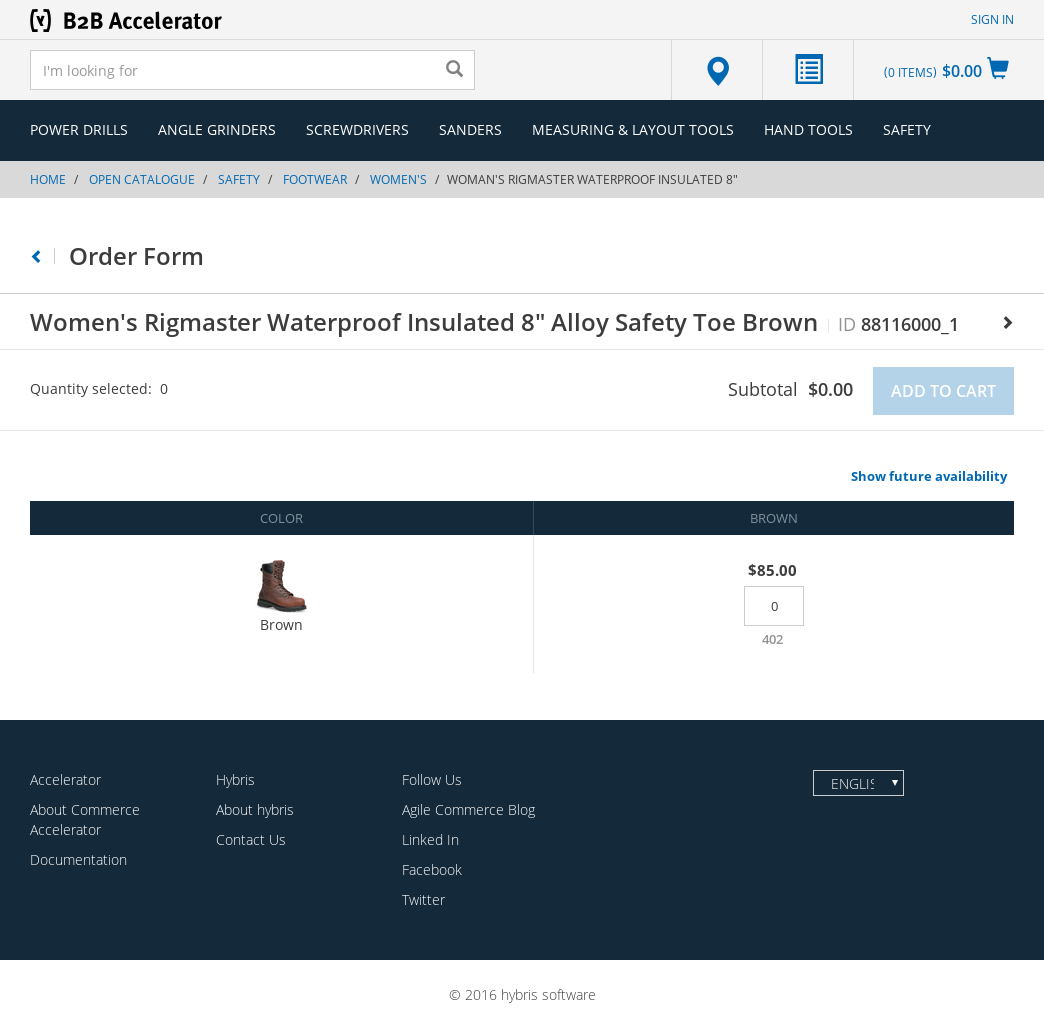 B2B Accelerator
SIGN IN
I'm looking for
(0 ITEMS) $0.00
POWER DRILLS ANGLE GRINDERS SCREWDRIVERS SANDERS MEASURING & LAYOUT TOOLS HAND TOOLS SAFETY
HOME / OPEN CATALOGUE / SAFETY / FOOTWEAR / WOMEN'S / WOMAN'S RIGMASTER WATERPROOF INSULATED 8"
Order Form
Women's Rigmaster Waterproof Insulated 8" Alloy Safety Toe Brown ID 88116000_1
Quantity selected: 0
Subtotal $0.00 ADD TO CART
Show future availability
COLOR BROWN
$85.00
0
Brown
402
Accelerator
About Commerce
Accelerator
Documentation
Hybris
About hybris
Contact Us
Follow Us
Agile Commerce Blog
Linked In
Facebook
Twitter
ENGLIS
© 2016 hybris software